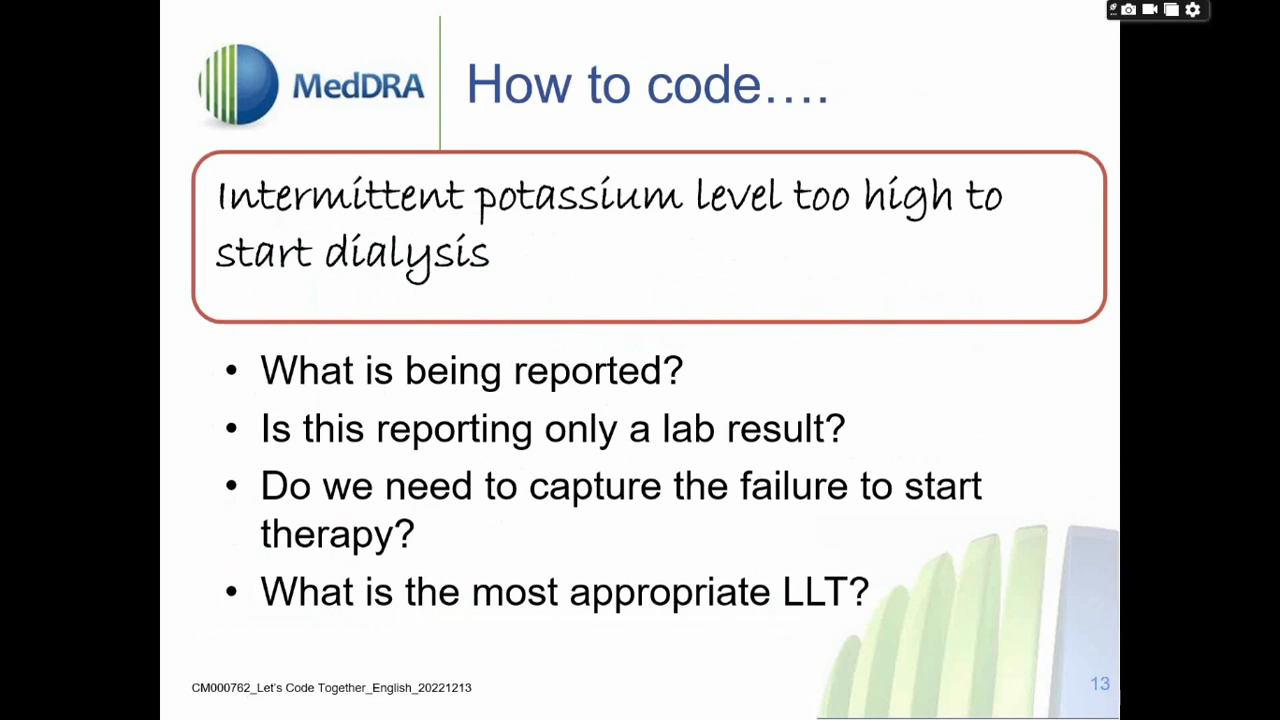 MedDRA
How to code….
Intermittent potassium level too high to
start dialysis
• What is being reported?
• Is this reporting only a lab result?
• Do we need to capture the failure to start
therapy?
• What is the most appropriate LLT?
CM000762_Let's Code Together_English_20221213
13